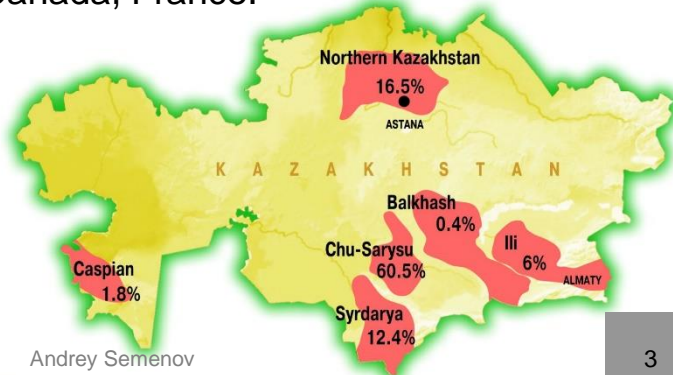 Canada, France.
Northern Kazakhstan
16.5%
ASTANA
KAZAKHSTAN
Balkhash
0.4%
Ili
6%
ALMATY
Chu-Sarysu
60.5%
Caspian
1.8%
Syrdarya
12.4%
Andrey Semenov
3